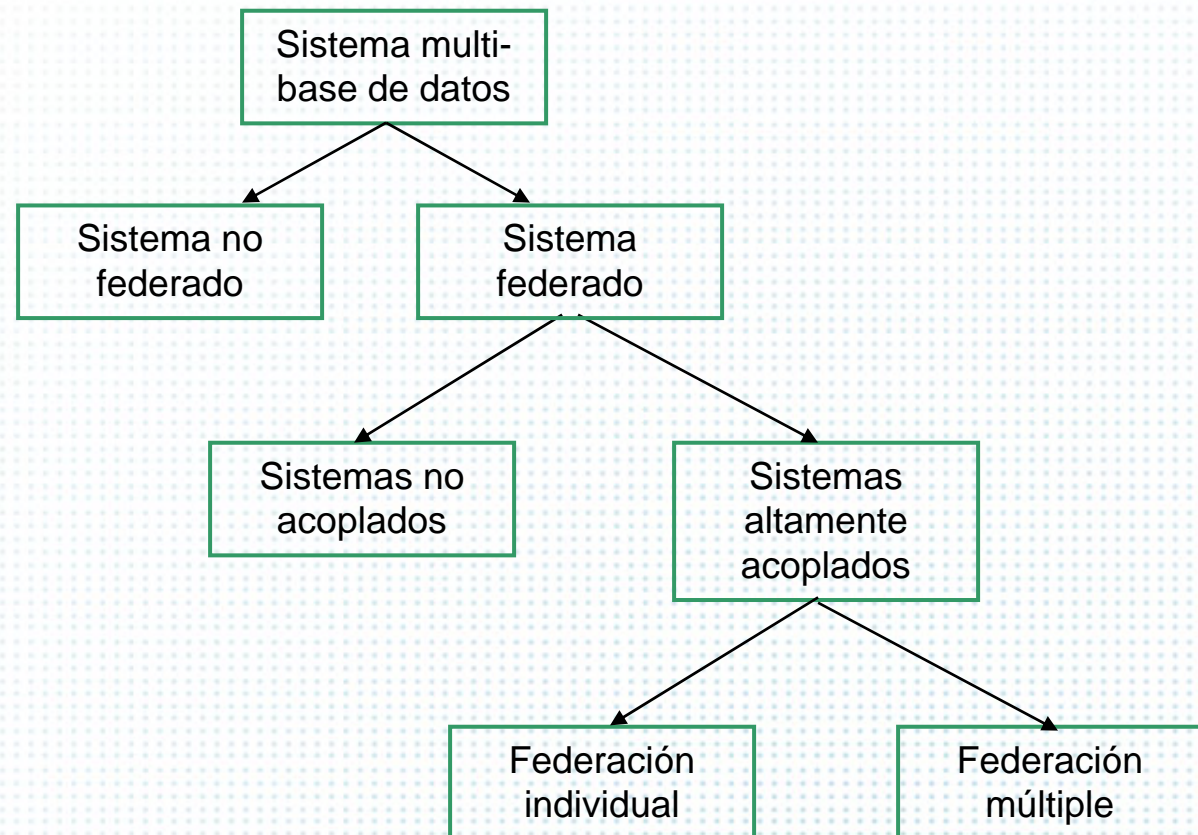 Sistema multi-
base de datos
Sistema no
federado
Sistema
federado
Sistemas no
acoplados
Sistemas
altamente
acoplados
Federación
individual
Federación
múltiple